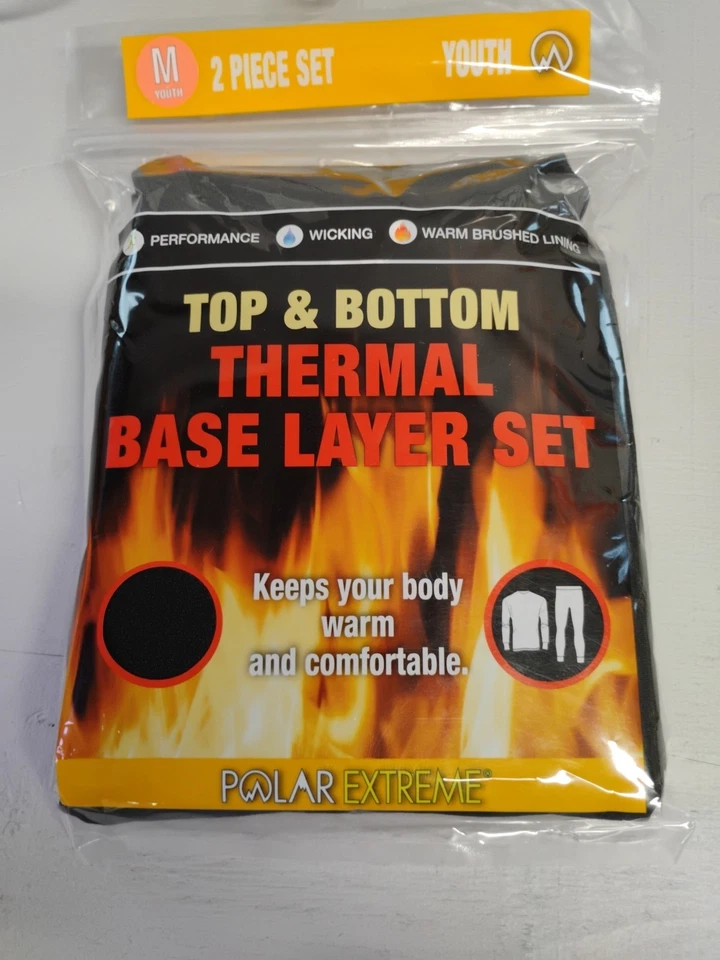 M
YOUTH
2 PIECE SET
YOUTH
PERFORMANCE
WICKING
WARM BRUSHED LINING
TOP & BOTTOM
THERMAL
BASE LAYER SET
Keeps your body
warm
and comfortable.
POLAR EXTREME®